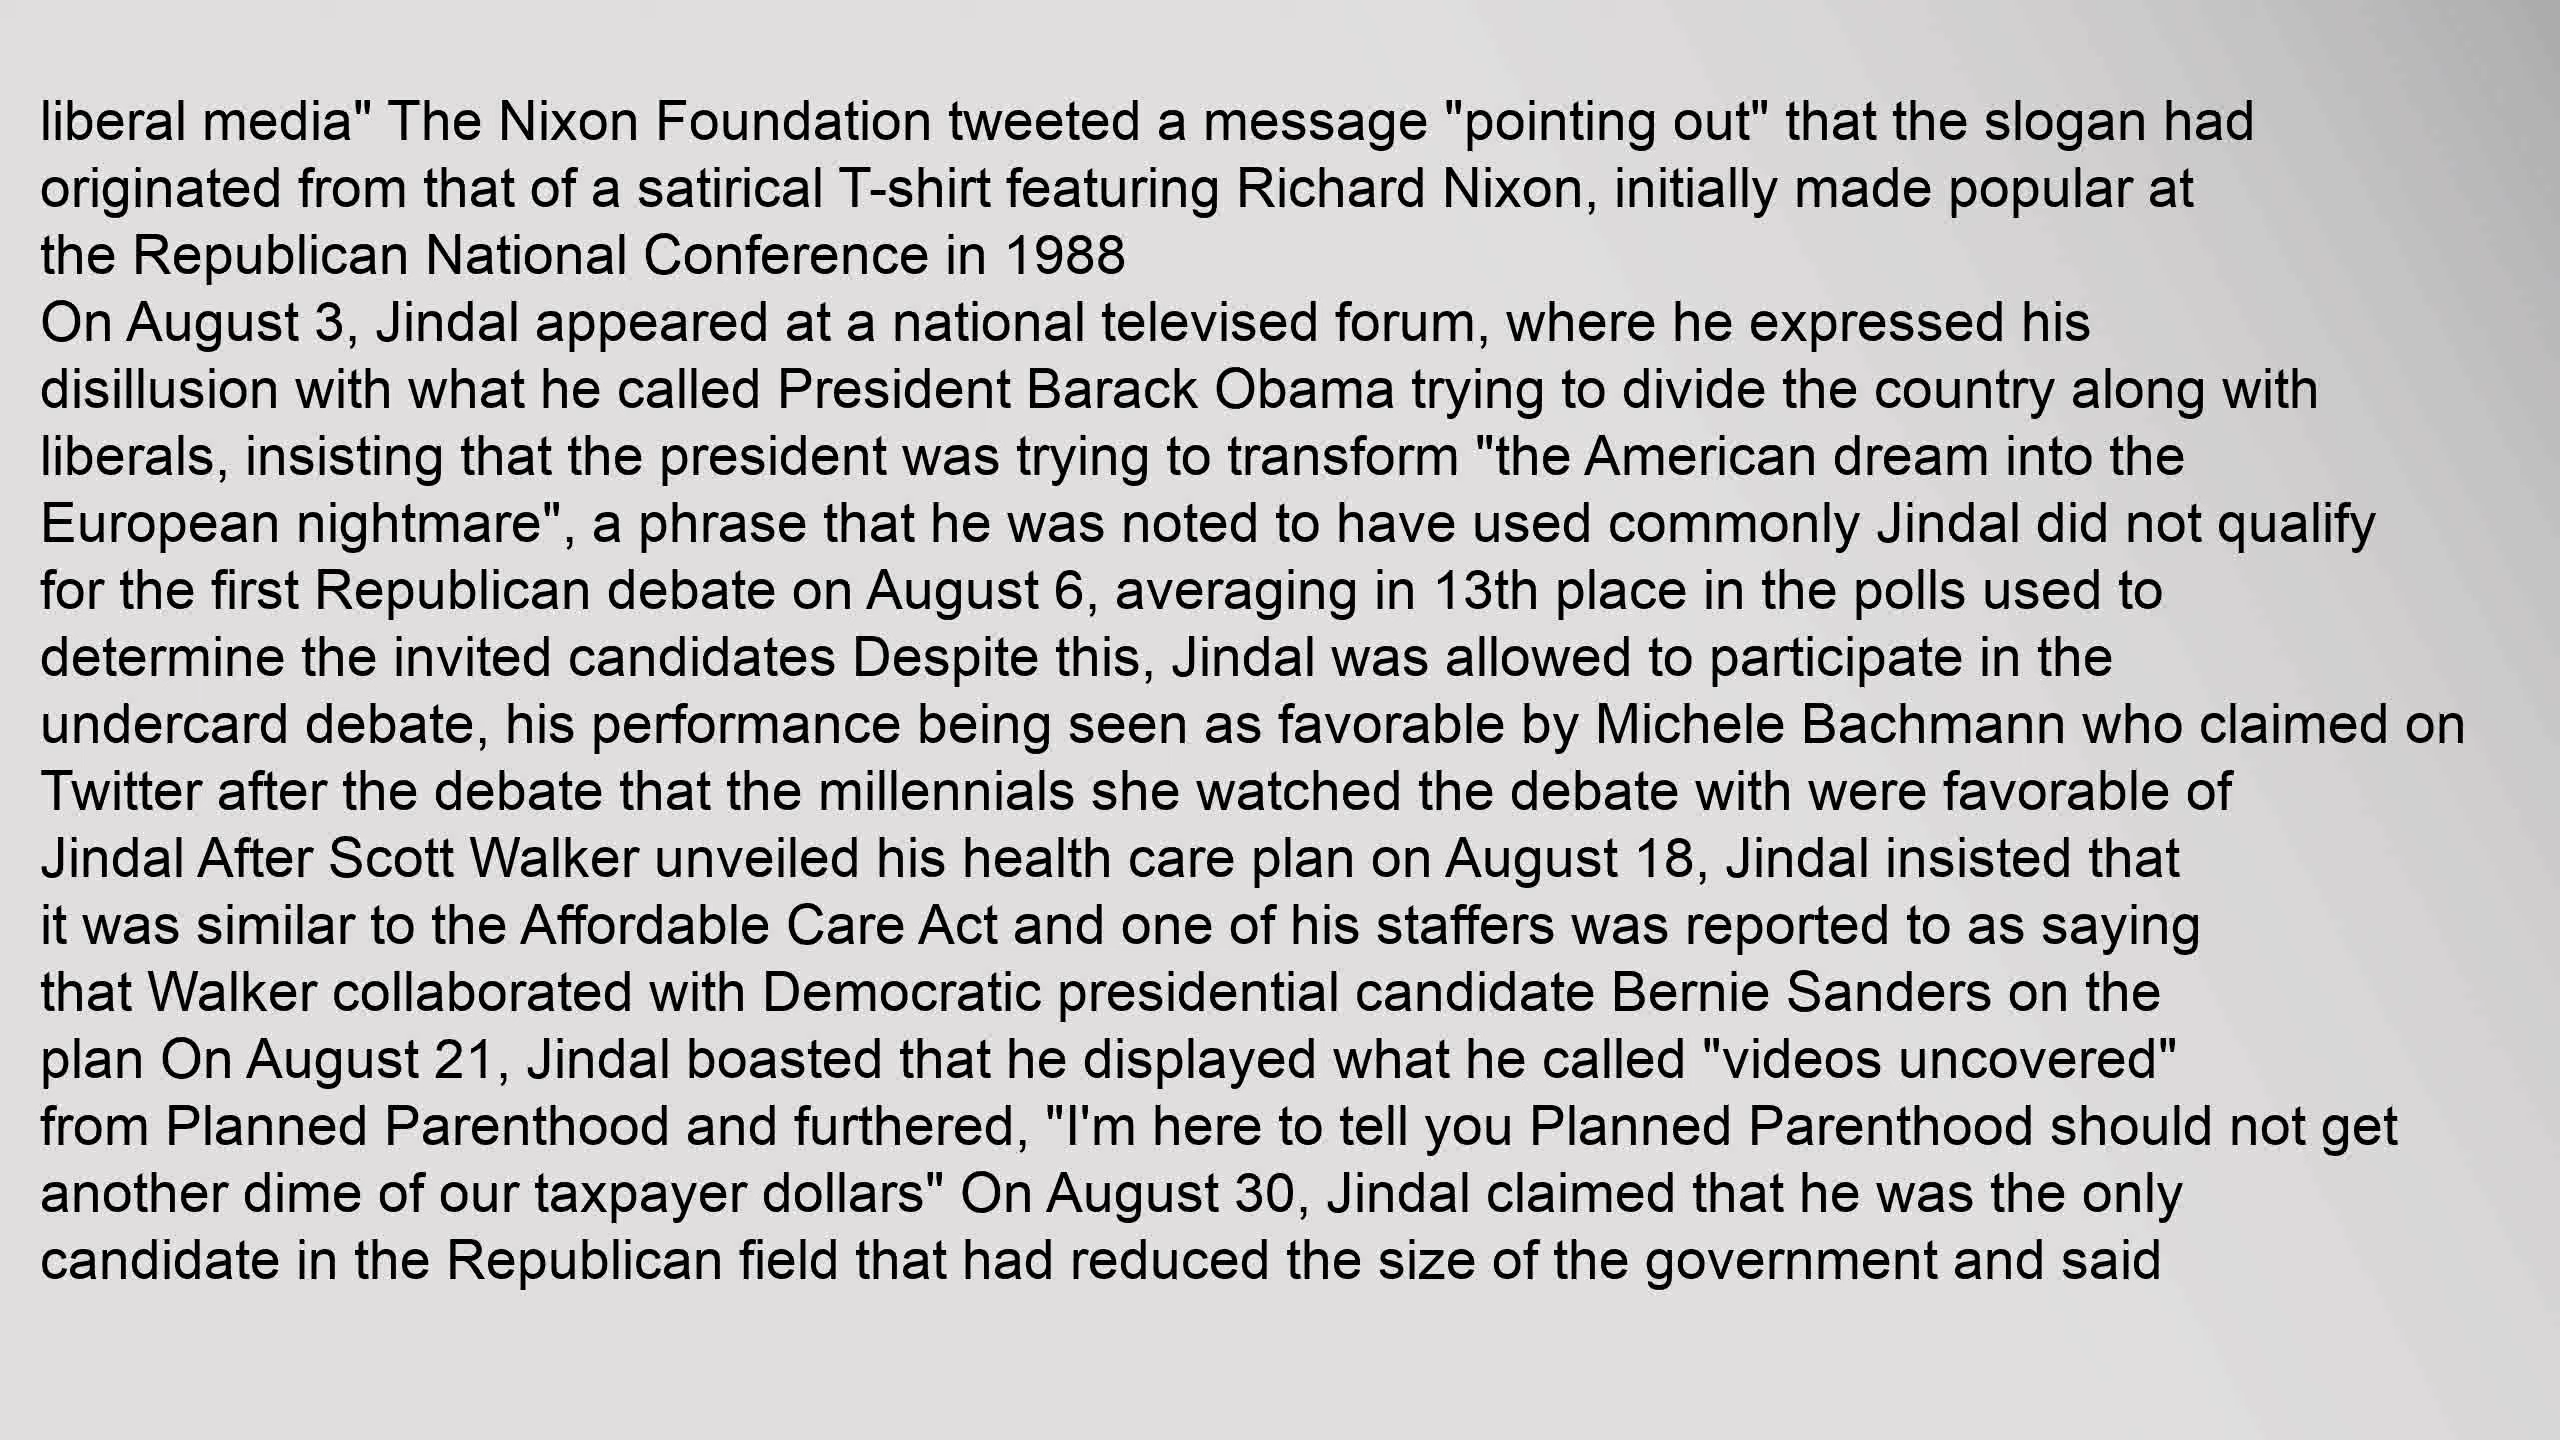 liberal media" The Nixon Foundation tweeted a message "pointing out" that the slogan had
originated from that of a satirical T-shirt featuring Richard Nixon, initially made popular at
the Republican National Conference in 1988
On August 3, Jindal appeared at a national televised forum, where he expressed his
disillusion with what he called President Barack Obama trying to divide the country along with
liberals, insisting that the president was trying to transform "the American dream into the
European nightmare", a phrase that he was noted to have used commonly Jindal did not qualify
for the first Republican debate on August 6, averaging in 13th place in the polls used to
determine the invited candidates Despite this, Jindal was allowed to participate in the
undercard debate, his performance being seen as favorable by Michele Bachmann who claimed on
Twitter after the debate that the millennials she watched the debate with were favorable of
Jindal After Scott Walker unveiled his health care plan on August 18, Jindal insisted that
it was similar to the Affordable Care Act and one of his staffers was reported to as saying
that Walker collaborated with Democratic presidential candidate Bernie Sanders on the
plan On August 21, Jindal boasted that he displayed what he called "videos uncovered"
from Planned Parenthood and furthered, "I'm here to tell you Planned Parenthood should not get
another dime of our taxpayer dollars" On August 30, Jindal claimed that he was the only
candidate in the Republican field that had reduced the size of the government and said